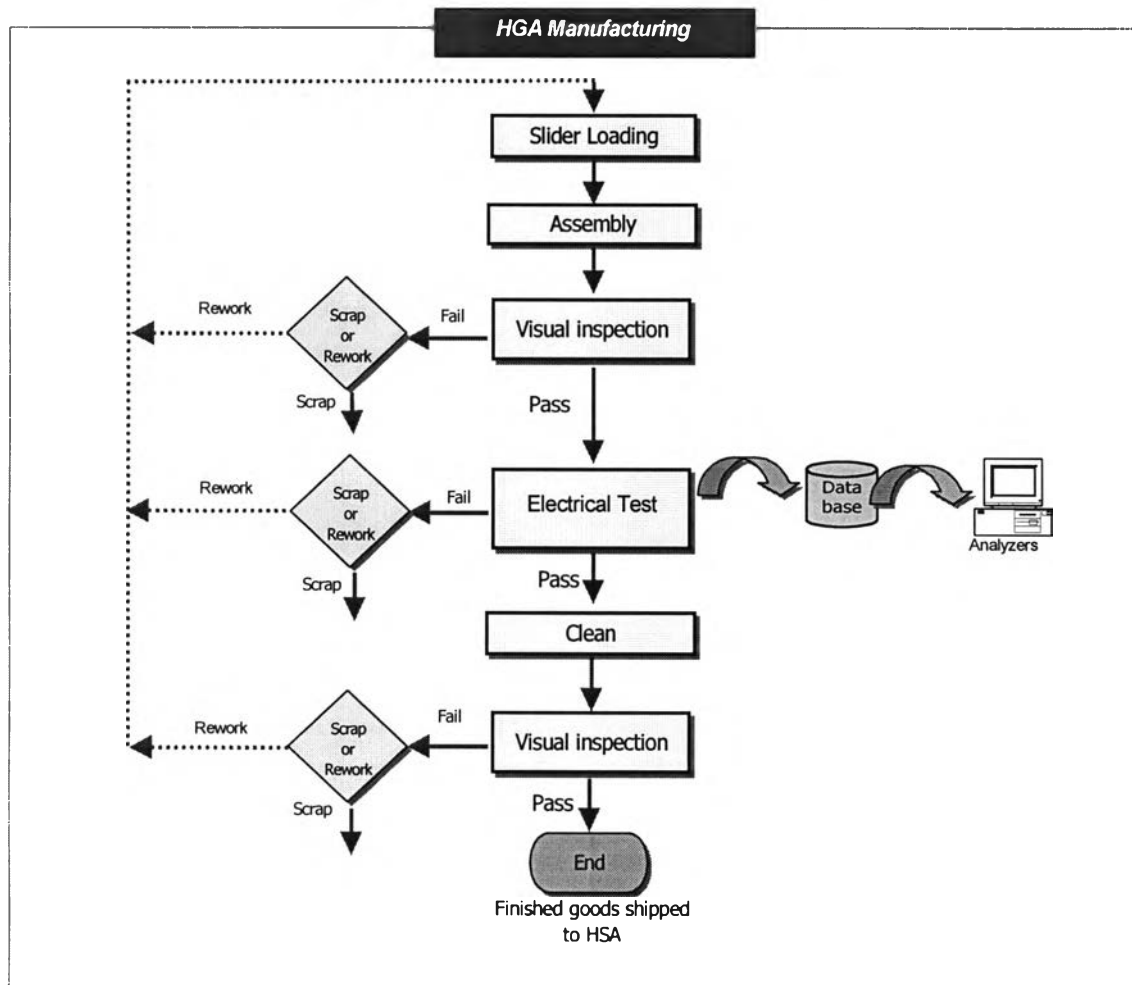 HGA Manufacturing
Slider Loading
Assembly
Visual inspection
Fail
Scrap
or
Rework
Rework
Scrap
Pass
Electrical Test
Data
base
Analyzers
Fail
Scrap
or
Rework
Rework
Scrap
Pass
Clean
Visual inspection
Fail
Scrap
or
Rework
Rework
Scrap
Pass
End
Finished goods shipped
to HSA